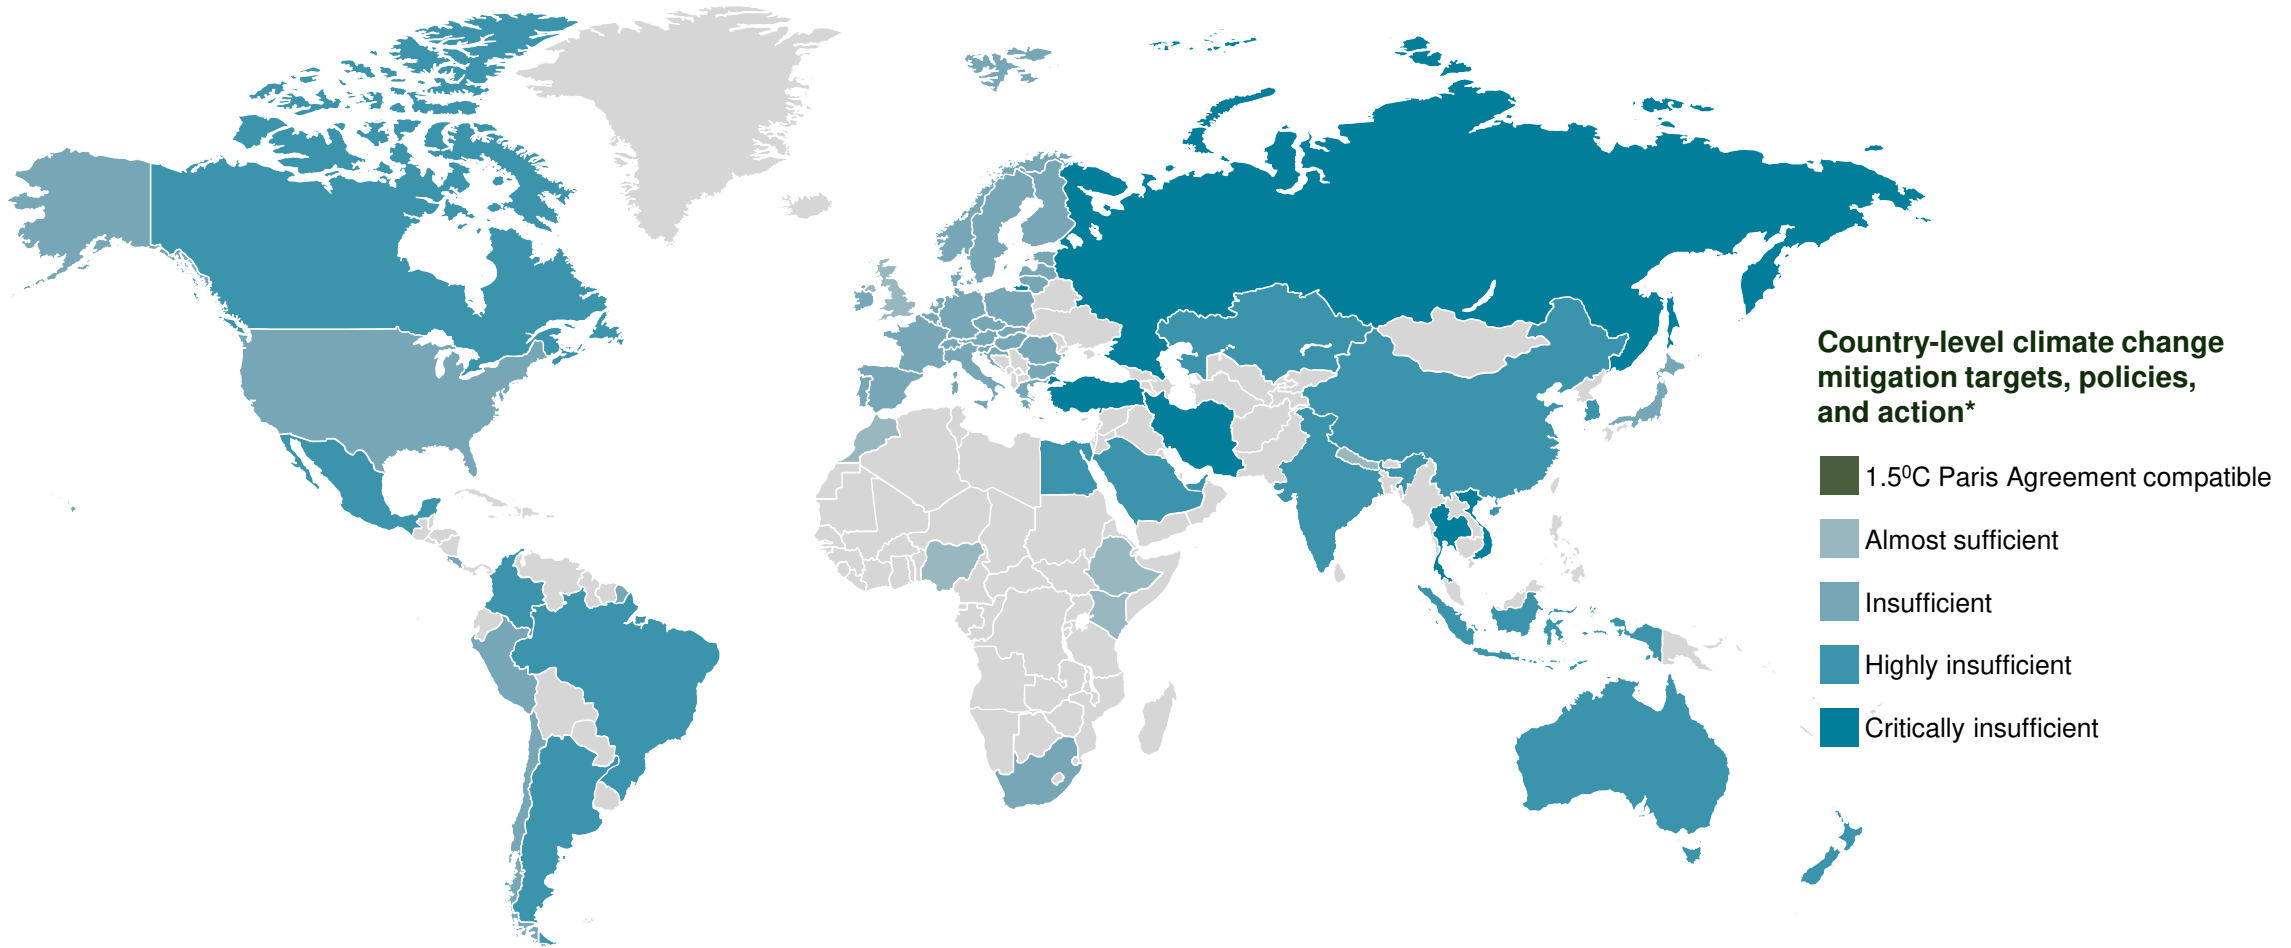 Country-level climate change
mitigation targets, policies,
and action*
1.5⁰C Paris Agreement compatible
Almost sufficient
Insufficient
Highly insufficient
Critically insufficient